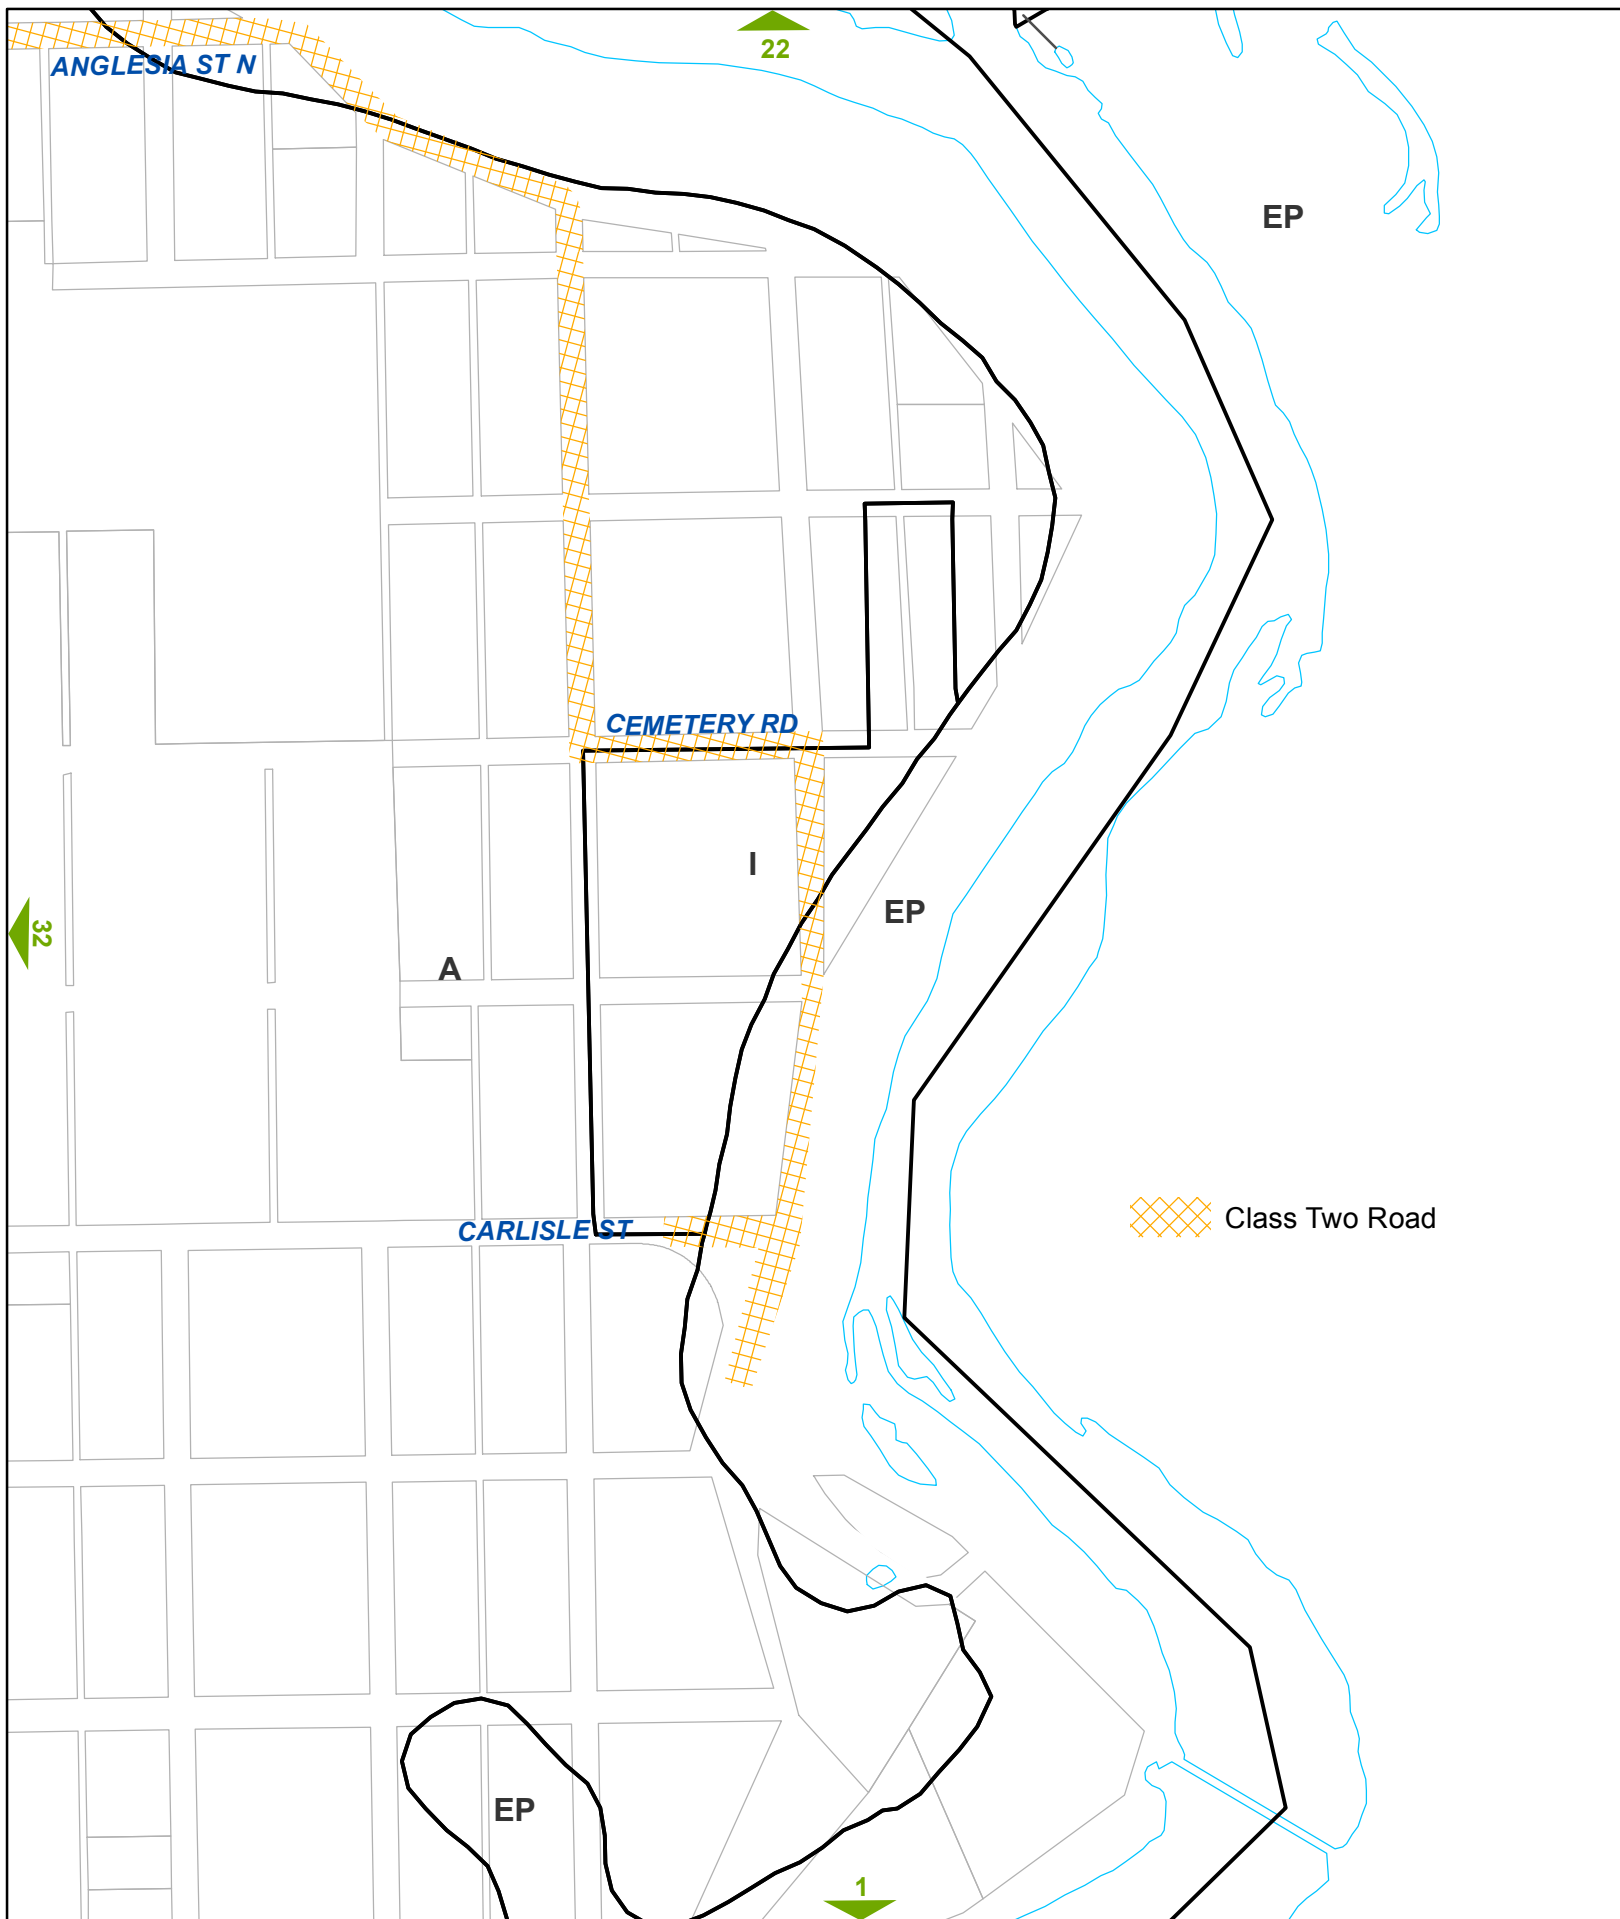 22
ANGLESIA ST N
EP
CEMETERY RD
I
EP
32
A
Class Two Road
CARLISLE ST
EP
1